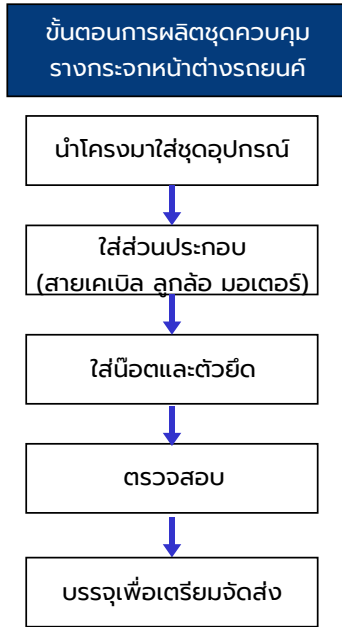 ขั้นตอนการผลิตชุดควบคุม
รางกระจกหน้าต่างรถยนค์
นำโครงมาใส่ชุดอุปกรณ์
ใส่ส่วนประกอบ
(สายเคเบิล ลูกล้อ มอเตอร์)
ใส่น๊อตและตัวยึด
ตรวจสอบ
บรรจุเพื่อเตรียมจัดส่ง